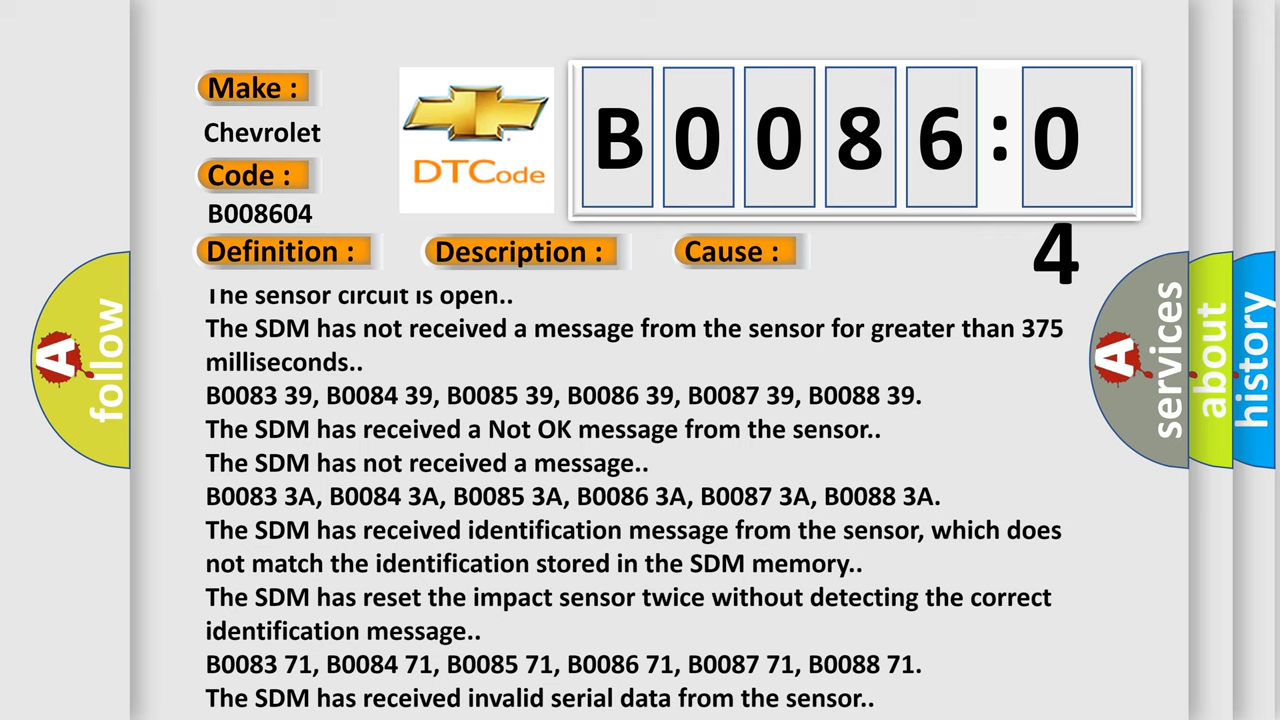 Make :
Chevrolet
Code :
B008604
DTCode
B0086:0
4
Definition :
Description :
Cause :
The sensor circuit is open..
The SDM has not received a message from the sensor for greater than 375
milliseconds..
B0083 39, B0084 39, B0085 39, B0086 39, B0087 39, B0088 39.
The SDM has received a Not OK message from the sensor..
The SDM has not received a message..
B0083 3A, B0084 3A, B0085 3A, B0086 3A, B0087 3A, B0088 3A.
The SDM has received identification message from the sensor, which does
not match the identification stored in the SDM memory..
The SDM has reset the impact sensor twice without detecting the correct
identification message..
B0083 71, B0084 71, B0085 71, B0086 71, B0087 71, B0088 71.
The SDM has received invalid serial data from the sensor..
A
follow
A
services
about
history